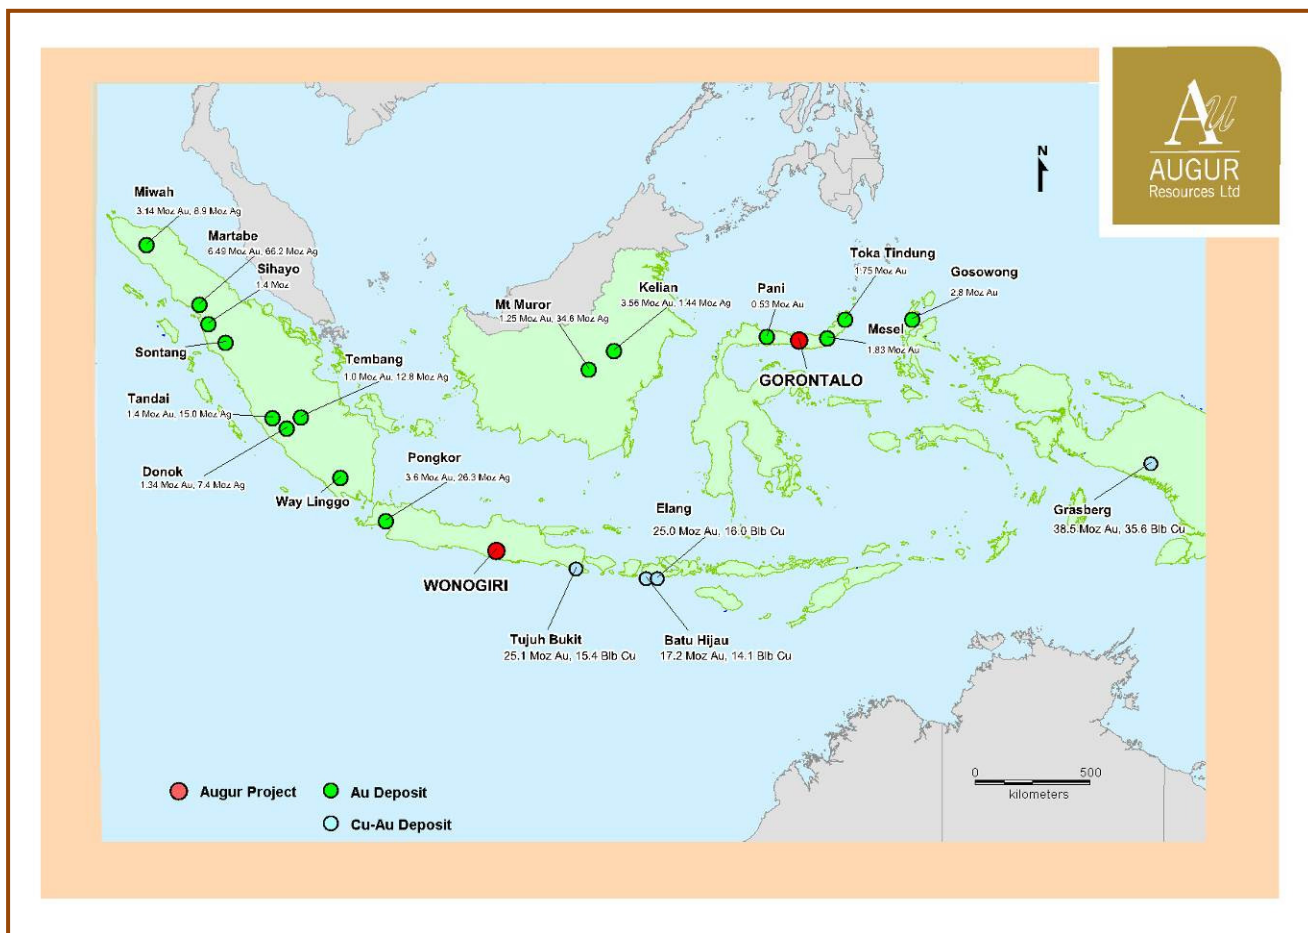 Au
AUGUR
Resources Ltd
N
Miwah
3.14 Moz Au, 8.9 Moz Ag
Martabe
6.49 Moz Au, 66.2 Moz Ag
Sihayo
1.4 Moz
Sontang
Tembang
1.0 Moz Au, 12.8 Moz Ag
Tandai
1.4 Moz Au, 15.0 Moz Ag
Donok
1.34 Moz Au, 7.4 Moz Ag
Way Linggo
Pongkor
3.6 Moz Au, 26.3 Moz Ag
WONOGIRI
Mt Muror
1.25 Moz Au, 34.6 Moz Ag
Kelian
3.56 Moz Au, 1.44 Moz Ag
Pani
0.53 Moz Au
Toka Tindung
1.75 Moz Au
Gosowong
2.8 Moz Au
Mesel
1.83 Moz Au
GORONTALO
Elang
25.0 Moz Au, 16.0 Blb Cu
Grasberg
38.5 Moz Au, 35.6 Blb Cu
Tujuh Bukit
25.1 Moz Au, 15.4 Blb Cu
Batu Hijau
17.2 Moz Au, 14.1 Blb Cu
Augur Project
Au Deposit
Cu-Au Deposit
0 500
kilometers